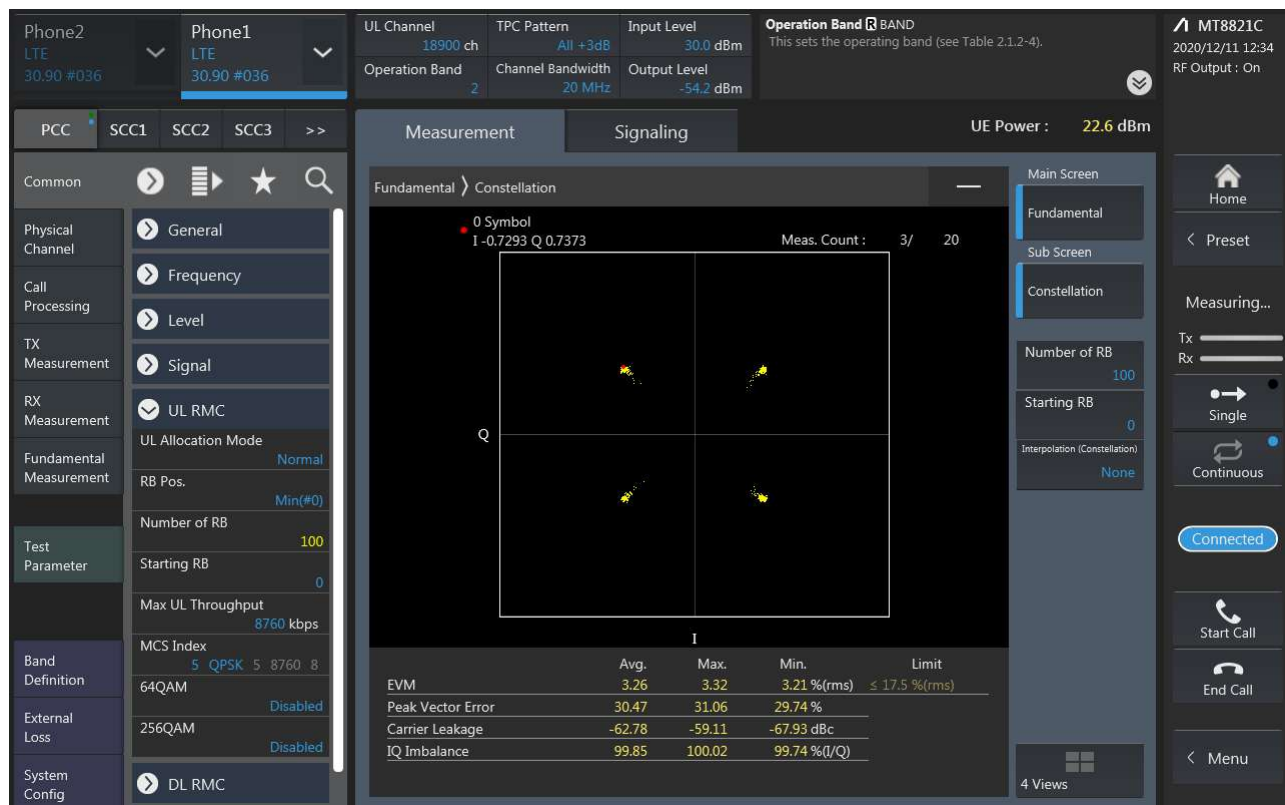 Phone2
LTE
30.90 #036
Phone1
LTE
30.90 #036
UL Channel
18900 ch
TPC Pattern
All +3dB
Input Level
30.0 dBm
Operation Band
2
Channel Bandwidth
20 MHz
Output Level
-54.2 dBm
Operation Band R BAND
This sets the operating band (see Table 2.1.2-4).
MT8821C
2020/12/11 12:34
RF Output : On
PCC
SCC1
SCC2
SCC3
>>
Measurement
Signaling
UE Power : 22.6 dBm
Common
Physical
Channel
Call
Processing
TX
Measurement
RX
Measurement
Fundamental
Measurement
Test
Parameter
Band
Definition
External
Loss
System
Config
General
Frequency
Level
Signal
UL RMC
UL Allocation Mode
Normal
RB Pos.
Min(#0)
Number of RB
100
Starting RB
0
Max UL Throughput
8760 kbps
MCS Index
5 QPSK 5 8760 8
64QAM
Disabled
256QAM
Disabled
DL RMC
Fundamental 〉 Constellation
0 Symbol
I -0.7293 Q 0.7373
Meas. Count : 3/ 20
Q
I
Avg. Max. Min. Limit
EVM 3.26 3.32 3.21 %(rms) ≤ 17.5 %(rms)
Peak Vector Error 30.47 31.06 29.74 %
Carrier Leakage -62.78 -59.11 -67.93 dBc
IQ Imbalance 99.85 100.02 99.74 %(I/Q)
Main Screen
Fundamental
Sub Screen
Constellation
Number of RB
100
Starting RB
0
Interpolation (Constellation)
None
4 Views
Home
< Preset
Measuring...
Tx
Rx
Single
Continuous
Connected
Start Call
End Call
< Menu